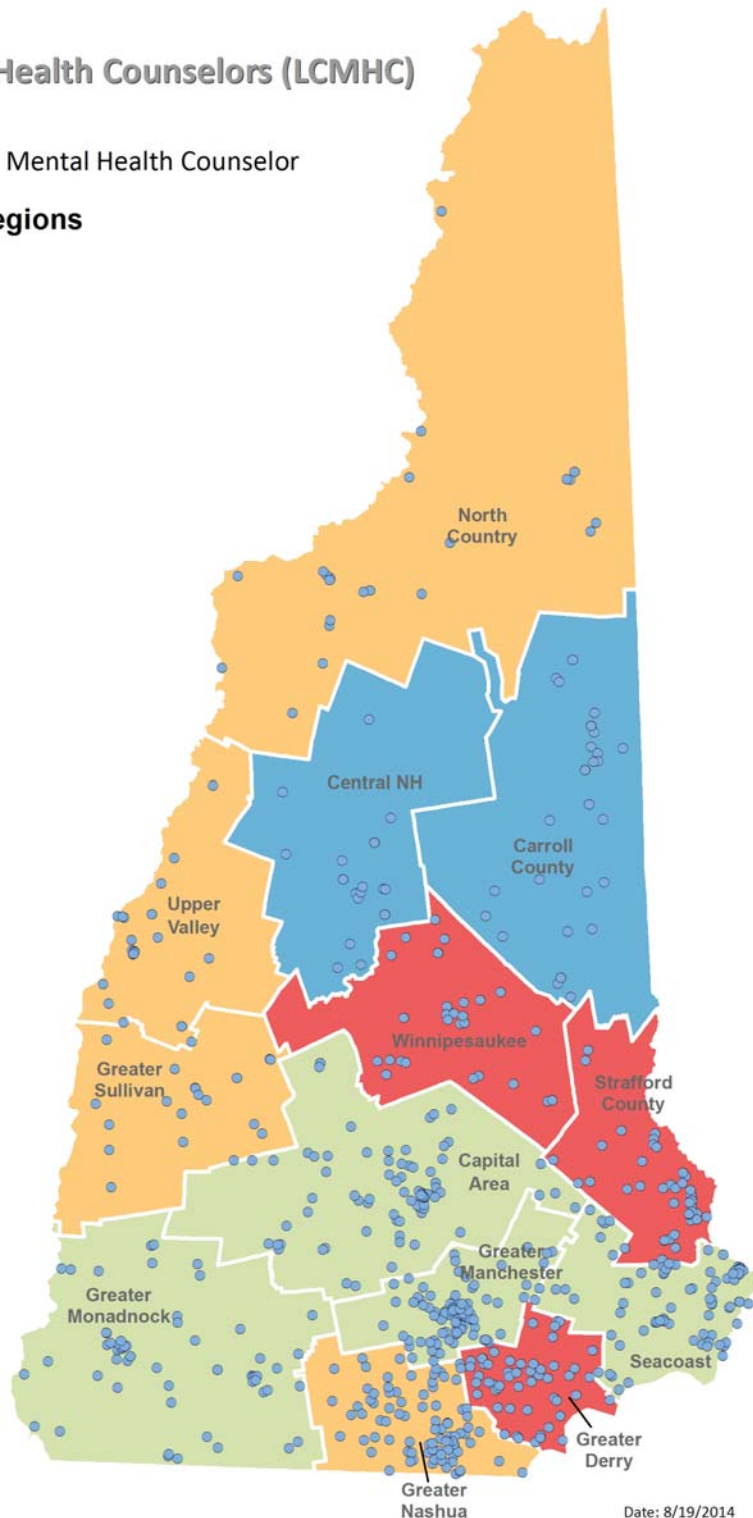 Health Counselors (LCMHC)
Mental Health Counselor
egions
North
Country
Central NH
Carroll
County
Upper
Valley
Winnipesaukee
Greater
Sullivan
Strafford
County
Capital
Area
Greater
Manchester
Greater
Monadnock
Seacoast
Greater
Derry
Greater
Nashua
Date: 8/19/2014